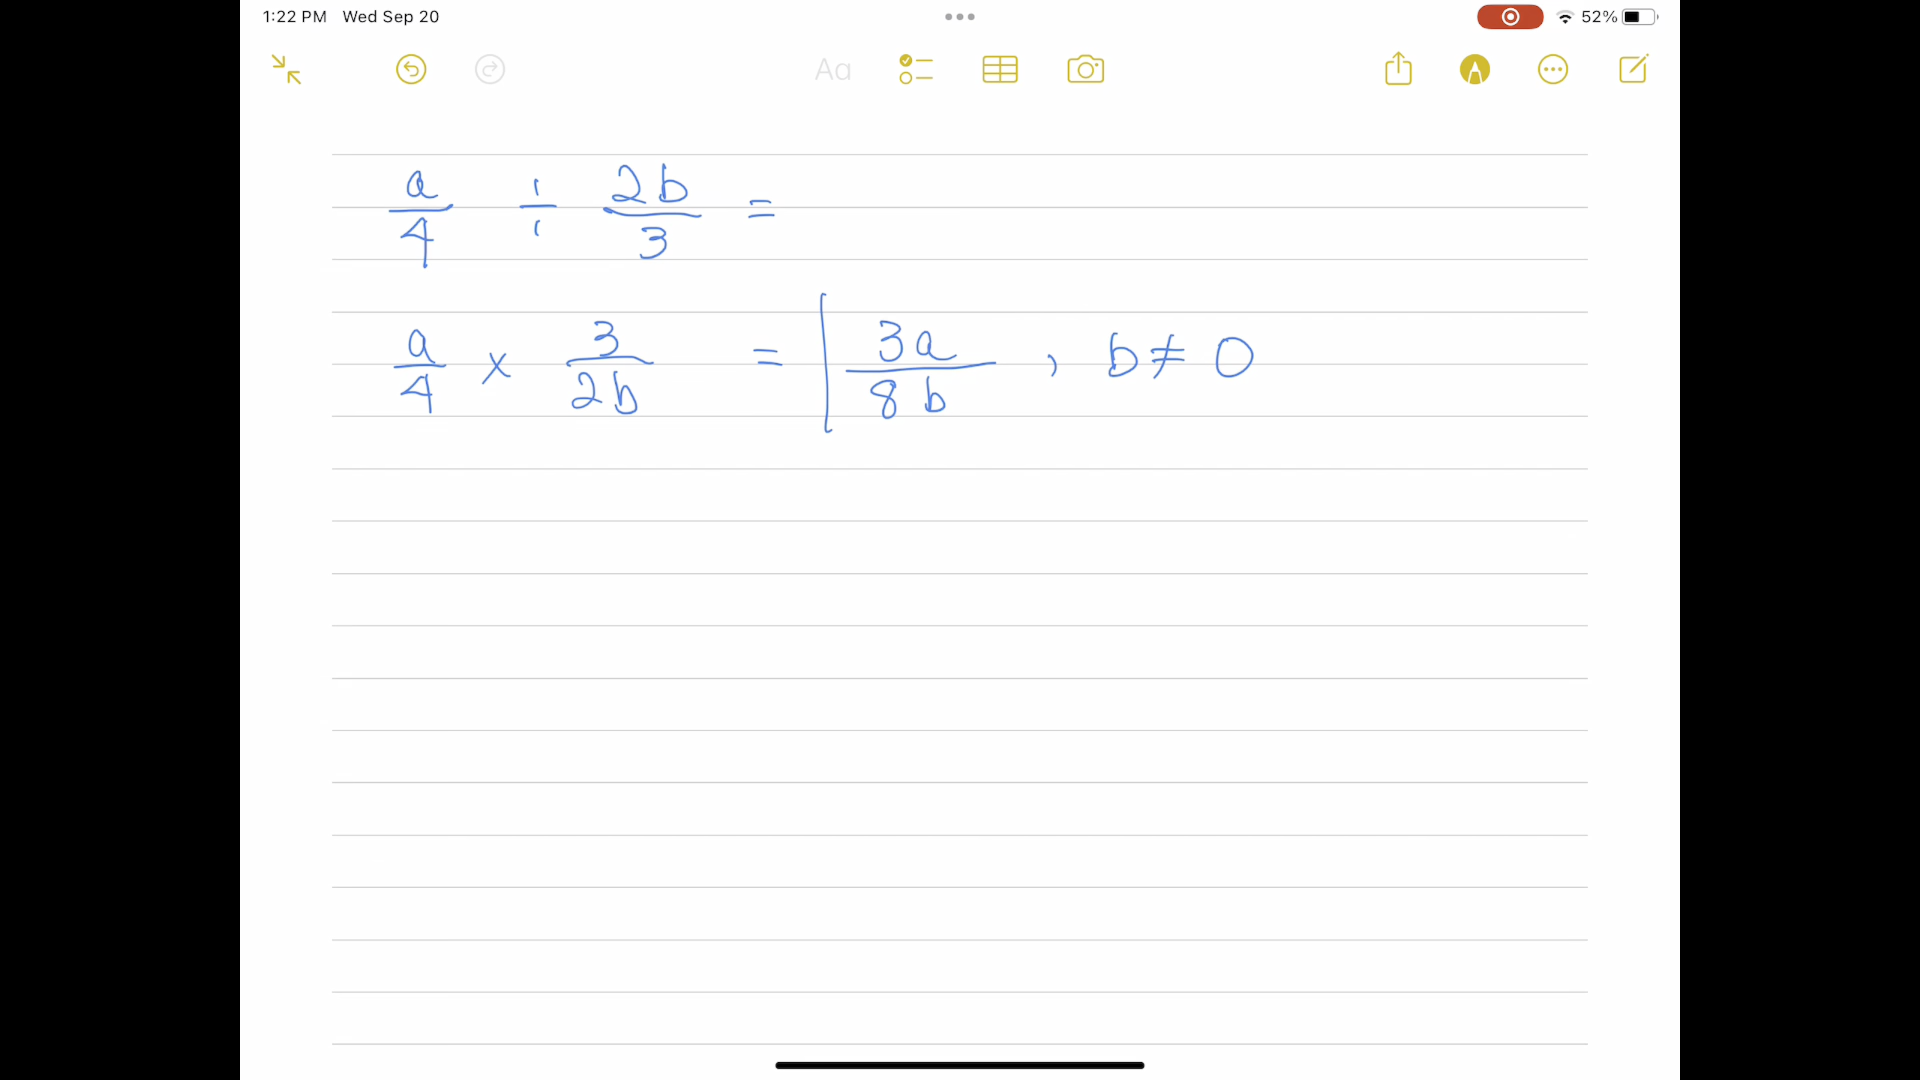 1:22 PM Wed Sep 20 52%
Aa
a/4 ÷ 2b/3 =
a/4 × 3/2b = | 3a/8b , b ≠ 0